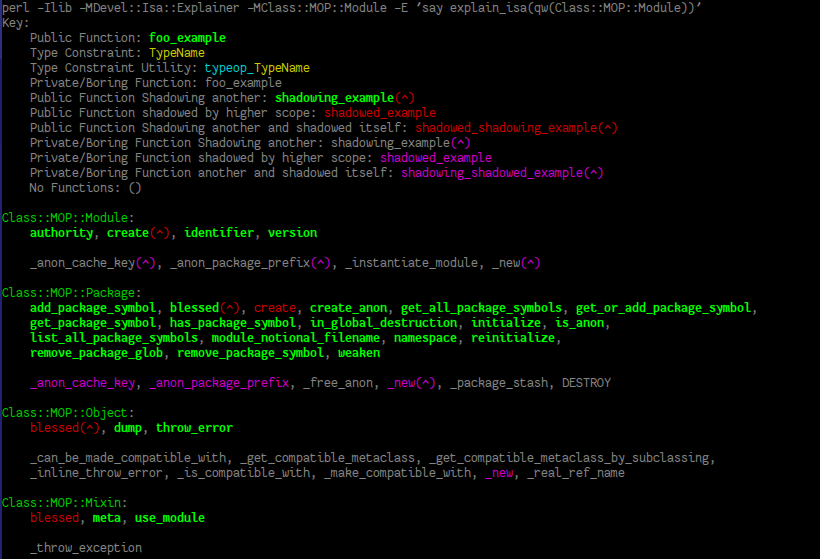 perl -Ilib -MDevel::Isa::Explainer -MClass::MOP::Module -E 'say explain_isa(qw(Class::MOP::Module))'
Key:
Public Function: foo_example
Type Constraint: TypeName
Type Constraint Utility: typeop_TypeName
Private/Boring Function: foo_example
Public Function Shadowing another: shadowing_example(^)
Public Function shadowed by higher scope: shadowed_example
Public Function Shadowing another and shadowed itself: shadowed_shadowing_example(^)
Private/Boring Function Shadowing another: shadowing_example(^)
Private/Boring Function shadowed by higher scope: shadowed_example
Private/Boring Function another and shadowed itself: shadowing_shadowed_example(^)
No Functions: ()
Class::MOP::Module:
authority, create(^), identifier, version
_anon_cache_key(^), _anon_package_prefix(^), _instantiate_module, _new(^)
Class::MOP::Package:
add_package_symbol, blessed(^), create, create_anon, get_all_package_symbols, get_or_add_package_symbol,
get_package_symbol, has_package_symbol, in_global_destruction, initialize, is_anon,
list_all_package_symbols, module_notional_filename, namespace, reinitialize,
remove_package_glob, remove_package_symbol, weaken
_anon_cache_key, _anon_package_prefix, _free_anon, _new(^), _package_stash, DESTROY
Class::MOP::Object:
blessed(^), dump, throw_error
_can_be_made_compatible_with, _get_compatible_metaclass, _get_compatible_metaclass_by_subclassing,
_inline_throw_error, _is_compatible_with, _make_compatible_with, _new, _real_ref_name
Class::MOP::Mixin:
blessed, meta, use_module
_throw_exception